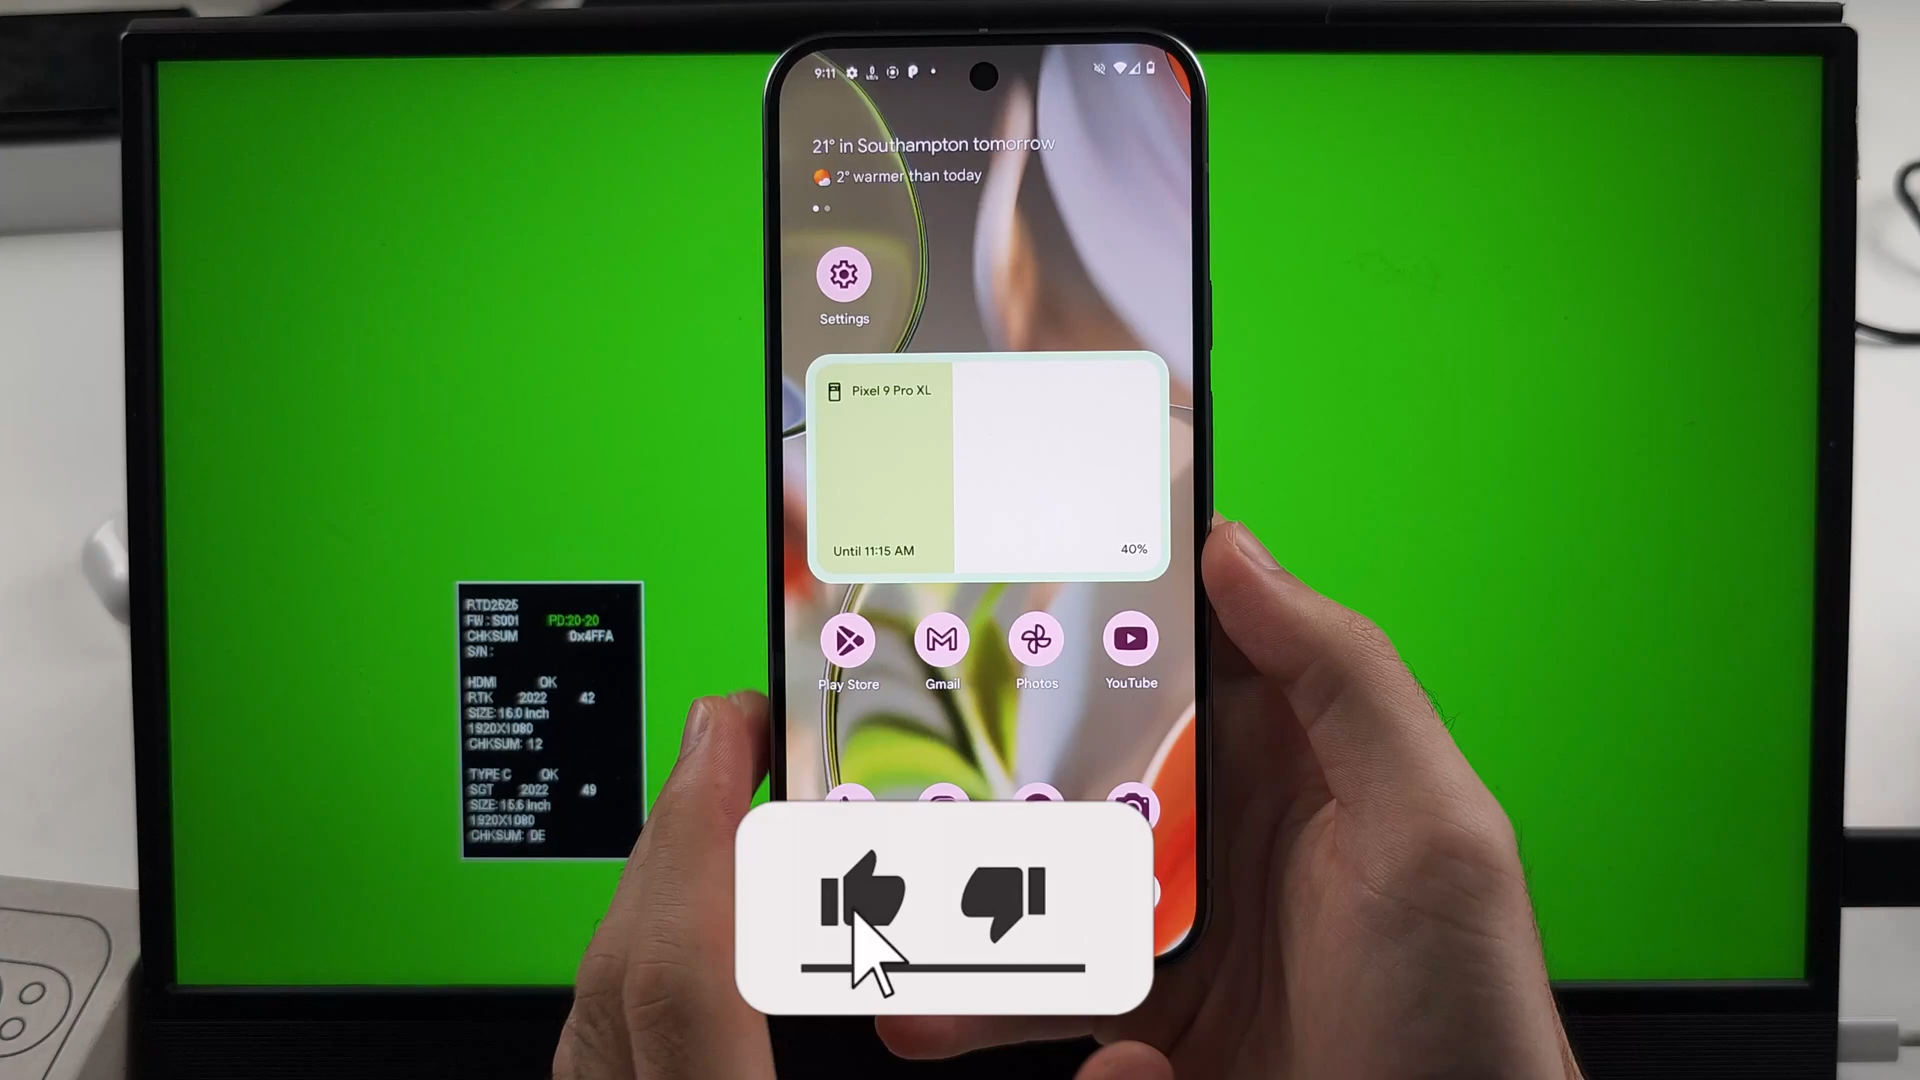 9:11
21° in Southampton tomorrow
2° warmer than today
Settings
Pixel 9 Pro XL
Until 11:15 AM
40%
Play Store
Gmail
Photos
YouTube
RTD2525
FW : S001 PD:20-20
CHKSUM 0x4FFA
S/N :
HDMI OK
RTK 2022 42
SIZE: 16.0 Inch
1920X1080
CHKSUM: 12
TYPE C OK
SGT 2022 49
SIZE: 15.6 Inch
1920X1080
CHKSUM: DE